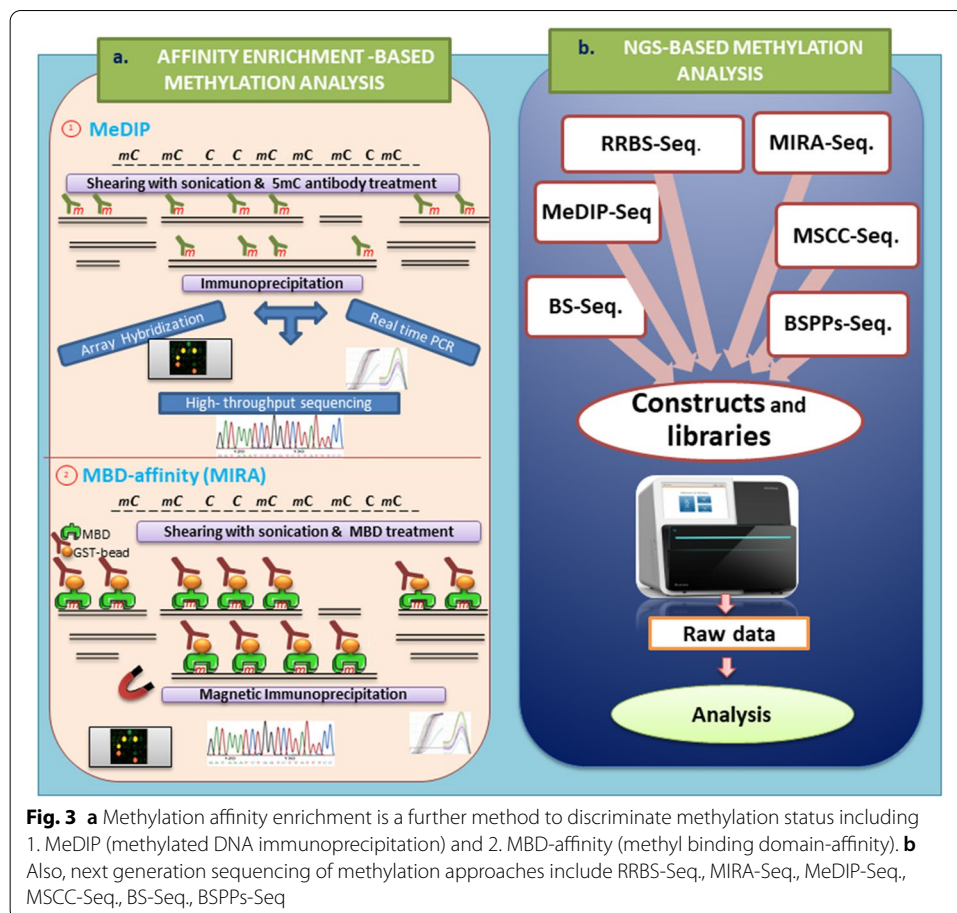 a. AFFINITY ENRICHMENT -BASED
METHYLATION ANALYSIS
1 MeDIP
mC mC C C mC mC mC C mC
Shearing with sonication & 5mC antibody treatment
m m m m m m m
m m m m
Immunoprecipitation
Array Hybridization
Real time PCR
High- throughput sequencing
120 130
2 MBD-affinity (MIRA)
mC mC C C mC mC mC C mC
Shearing with sonication & MBD treatment
MBD
GST-bead
m m m m m m m
m m m m
Magnetic Immunoprecipitation
120 130
b. NGS-BASED METHYLATION
ANALYSIS
RRBS-Seq.
MIRA-Seq.
MeDIP-Seq
MSCC-Seq.
BS-Seq.
BSPPs-Seq.
Constructs and
libraries
Raw data
Analysis
Fig. 3 a Methylation affinity enrichment is a further method to discriminate methylation status including
1. MeDIP (methylated DNA immunoprecipitation) and 2. MBD-affinity (methyl binding domain-affinity). b
Also, next generation sequencing of methylation approaches include RRBS-Seq., MIRA-Seq., MeDIP-Seq.,
MSCC-Seq., BS-Seq., BSPPs-Seq